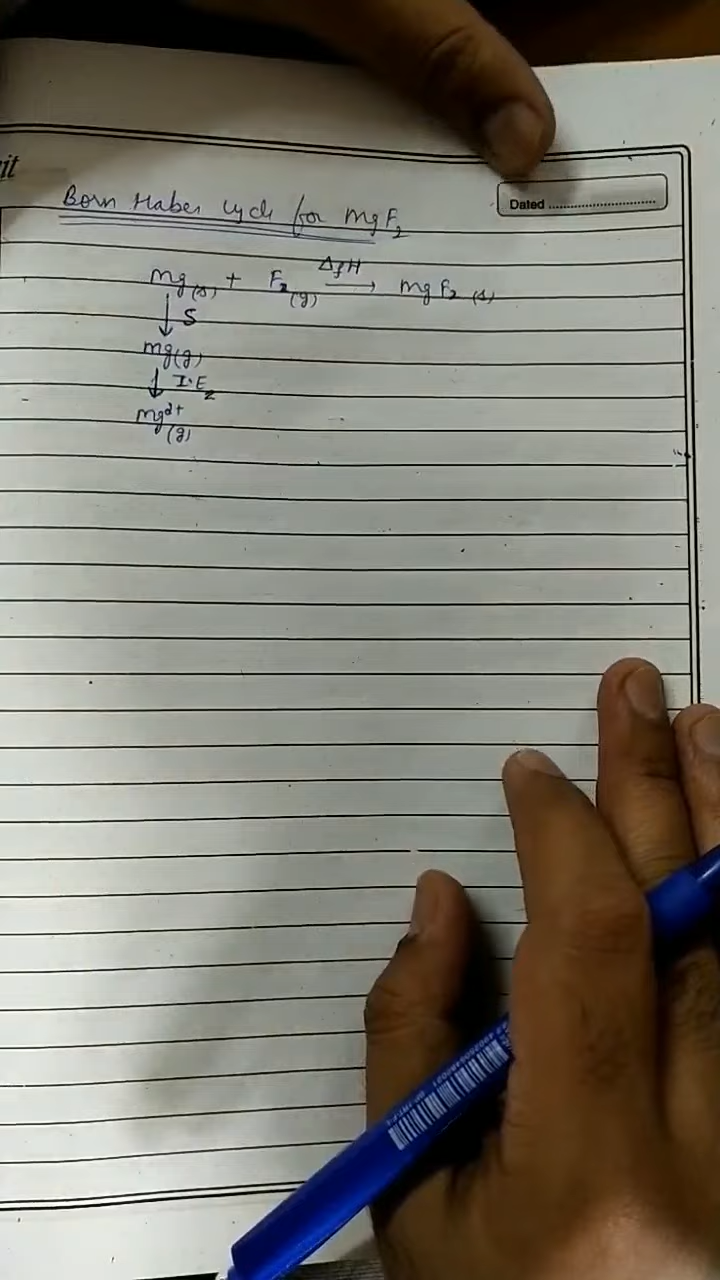 Dated
Born Haber Cycle for MgF2
ΔfH
Mg(s) + F2(g) → MgF2(s)
↓ S
Mg(g)
↓ I.E2
Mg2+(g)